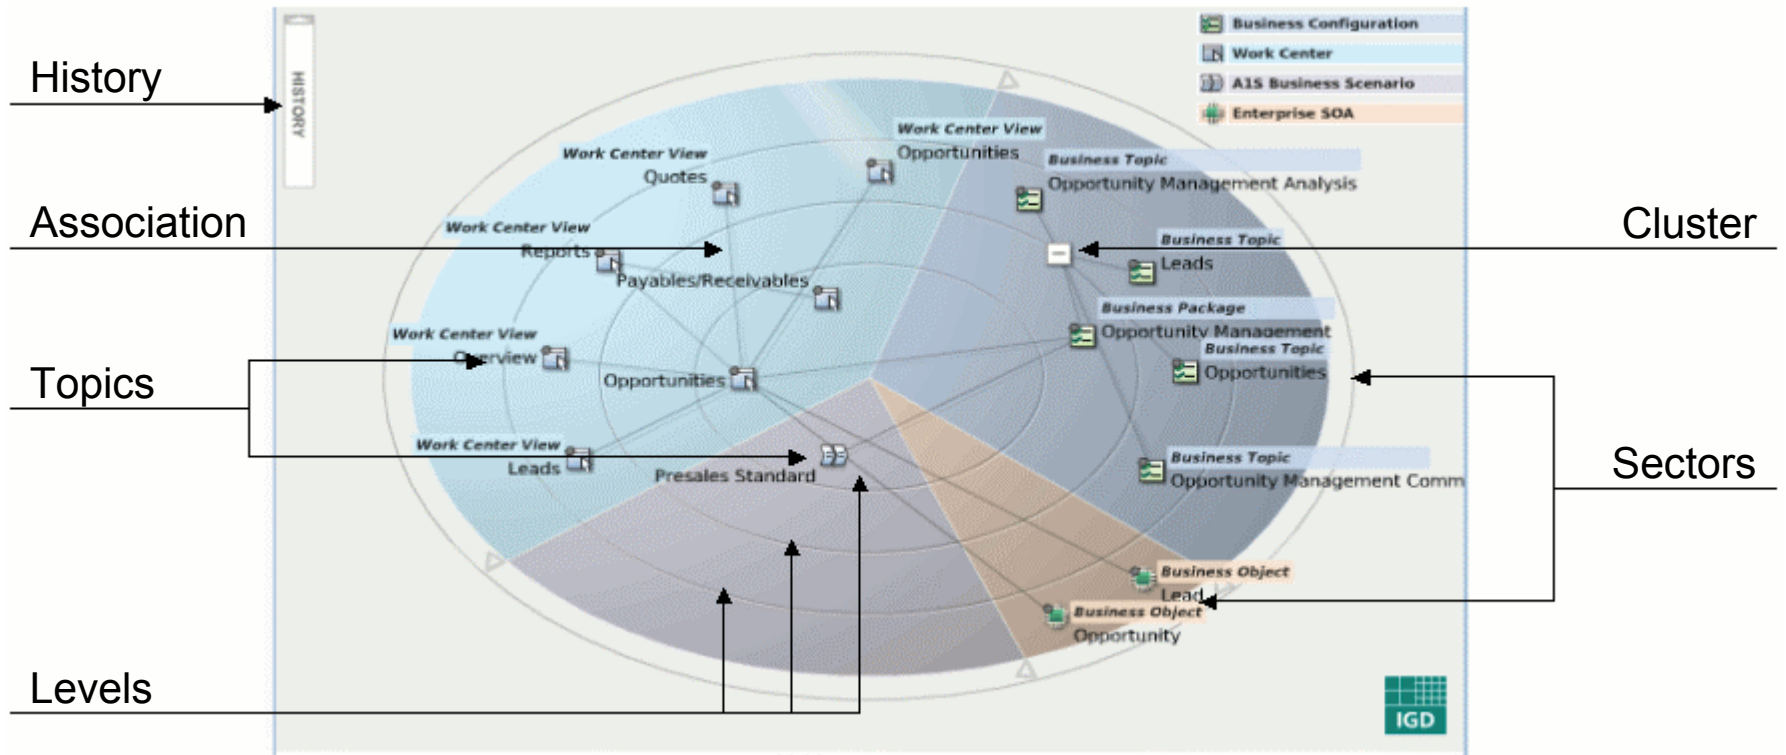 History
Association
Topics
Levels
HISTORY
Business Configuration
Work Center
A1S Business Scenario
Enterprise SOA
Work Center View
Opportunities
Work Center View
Quotes
Work Center View
Reports
Payables/Receivables
Work Center View
Overview
Opportunities
Work Center View
Leads
Presales Standard
Business Topic
Opportunity Management Analysis
Business Topic
Leads
Business Package
Opportunity Management
Business Topic
Opportunities
Business Topic
Opportunity Management Comm
Business Object
Lead
Business Object
Opportunity
Cluster
Sectors
IGD